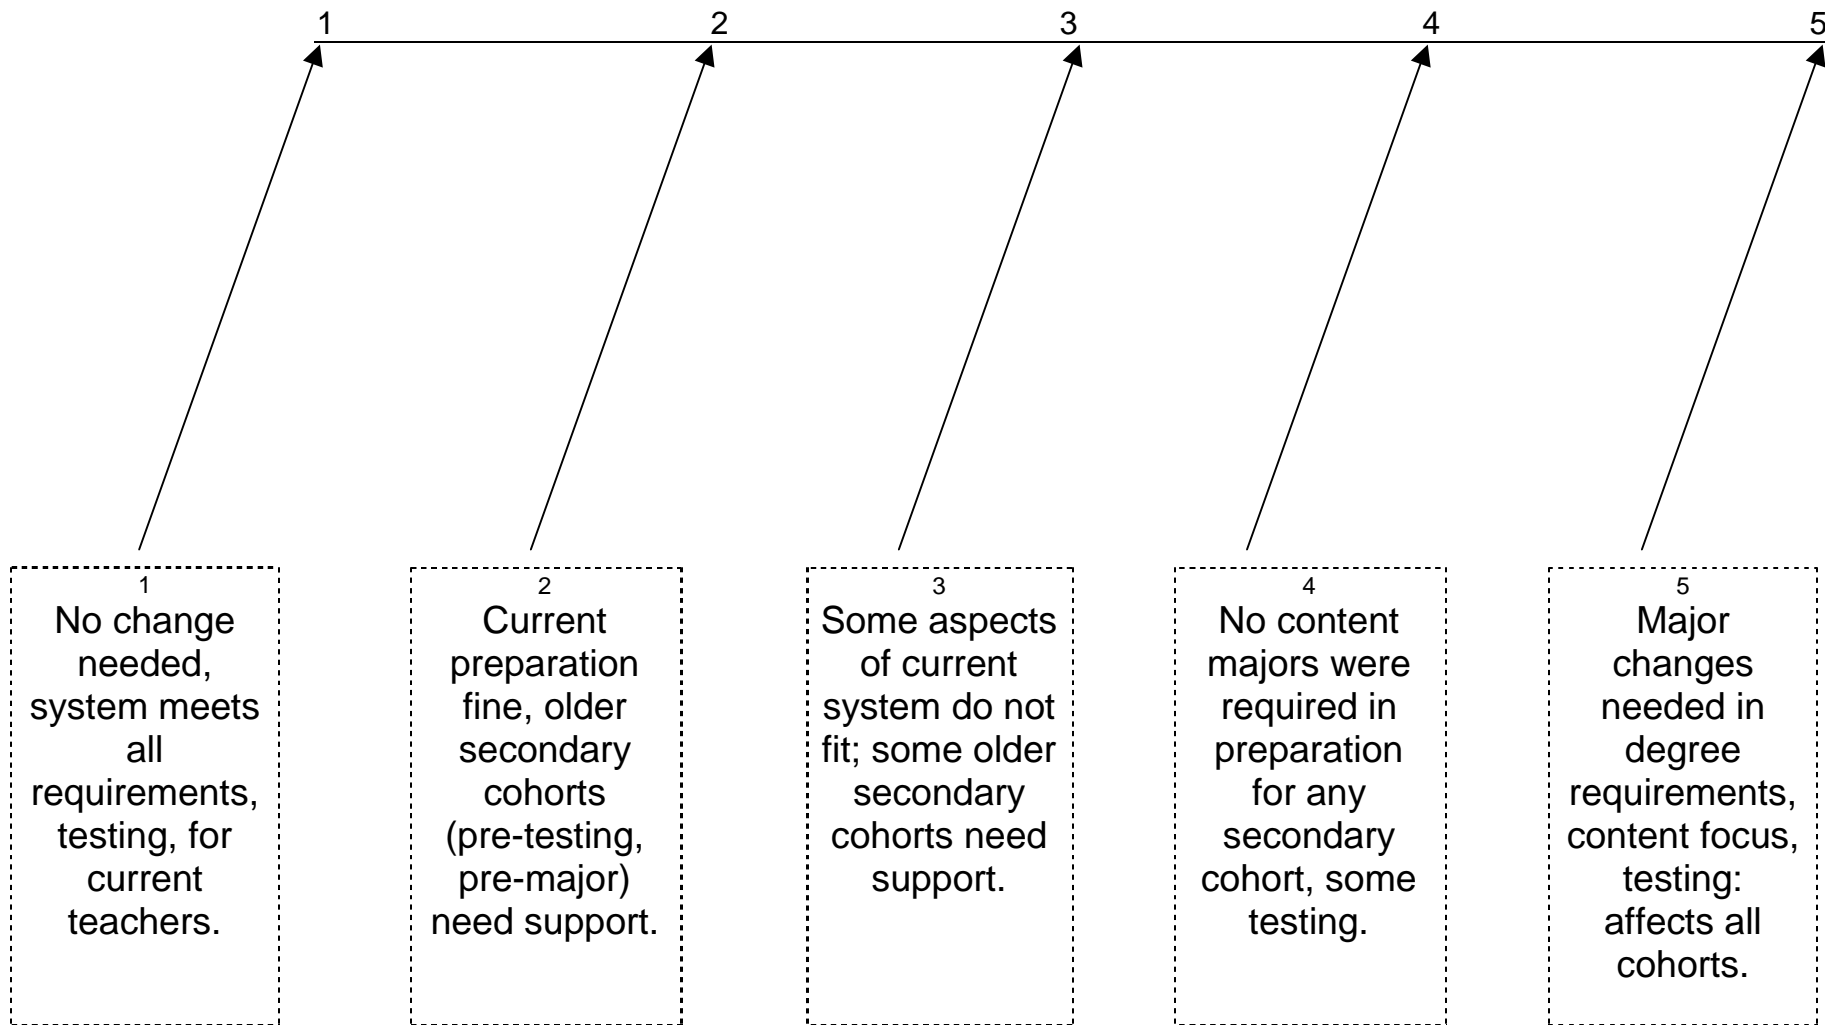 1 2 3 4 5
1
No change
needed,
system meets
all
requirements,
testing, for
current
teachers.
2
Current
preparation
fine, older
secondary
cohorts
(pre-testing,
pre-major)
need support.
3
Some aspects
of current
system do not
fit; some older
secondary
cohorts need
support.
4
No content
majors were
required in
preparation
for any
secondary
cohort, some
testing.
5
Major
changes
needed in
degree
requirements,
content focus,
testing:
affects all
cohorts.